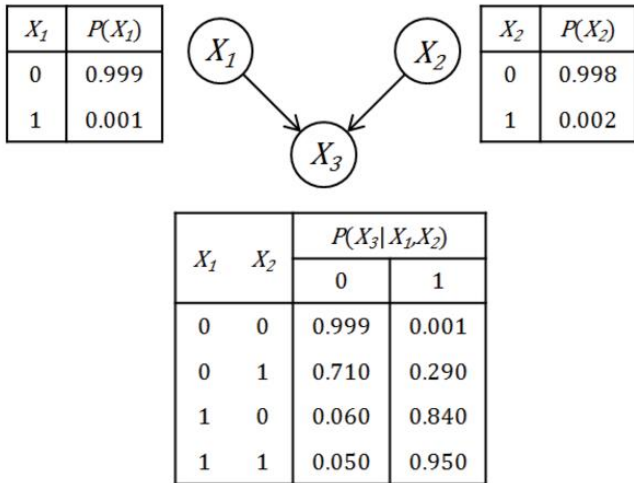 X₁ P(X₁)
0 0.999
1 0.001
X₁
X₂
X₂ P(X₂)
0 0.998
1 0.002
X₃
X₁ X₂ P(X₃|X₁,X₂)
0 1
0 0 0.999 0.001
0 1 0.710 0.290
1 0 0.060 0.840
1 1 0.050 0.950